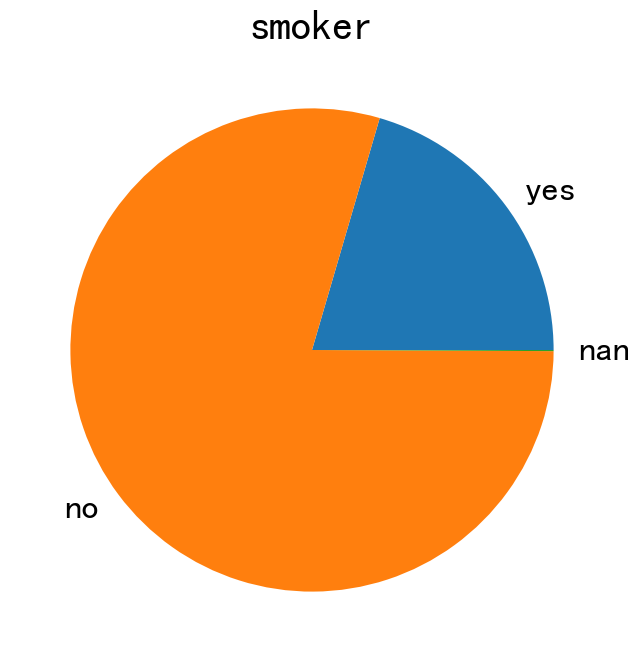 smoker
yes
nan
no